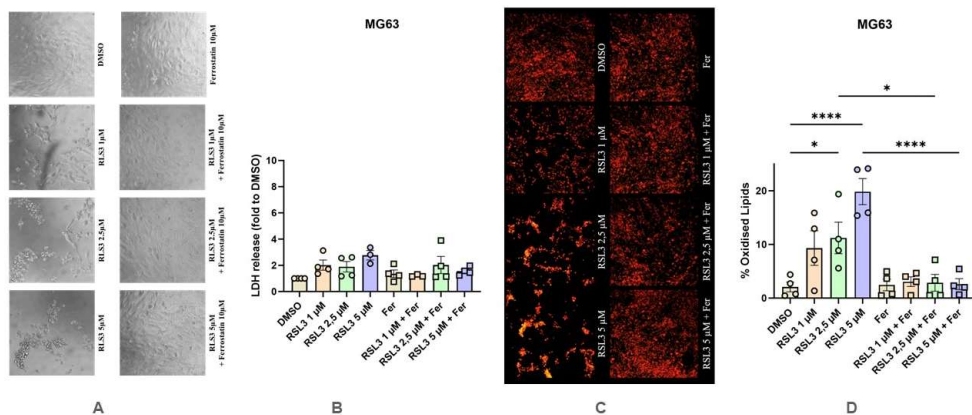 DMSO
Ferrostatin 10µM
RLS3 1µM
RLS3 1µM
+ Ferrostatin 10µM
RLS3 2.5µM
RLS3 2.5µM
+ Ferrostatin 10µM
RLS3 5µM
RLS3 5µM
+ Ferrostatin 10µM
A
MG63
LDH release (fold to DMSO)
10
8
6
4
2
0
DMSO
RSL3 1 µM
RSL3 2,5 µM
RSL3 5 µM
Fer
RSL3 1 µM + Fer
RSL3 2,5 µM + Fer
RSL3 5 µM + Fer
B
DMSO
Fer
RSL3 1 µM
RSL3 1 µM + Fer
RSL3 2,5 µM
RSL3 2,5 µM + Fer
RSL3 5 µM
RSL3 5 µM + Fer
C
MG63
*
****
*
****
% Oxidised Lipids
20
10
0
DMSO
RSL3 1 µM
RSL3 2,5 µM
RSL3 5 µM
Fer
RSL3 1 µM + Fer
RSL3 2,5 µM + Fer
RSL3 5 µM + Fer
D